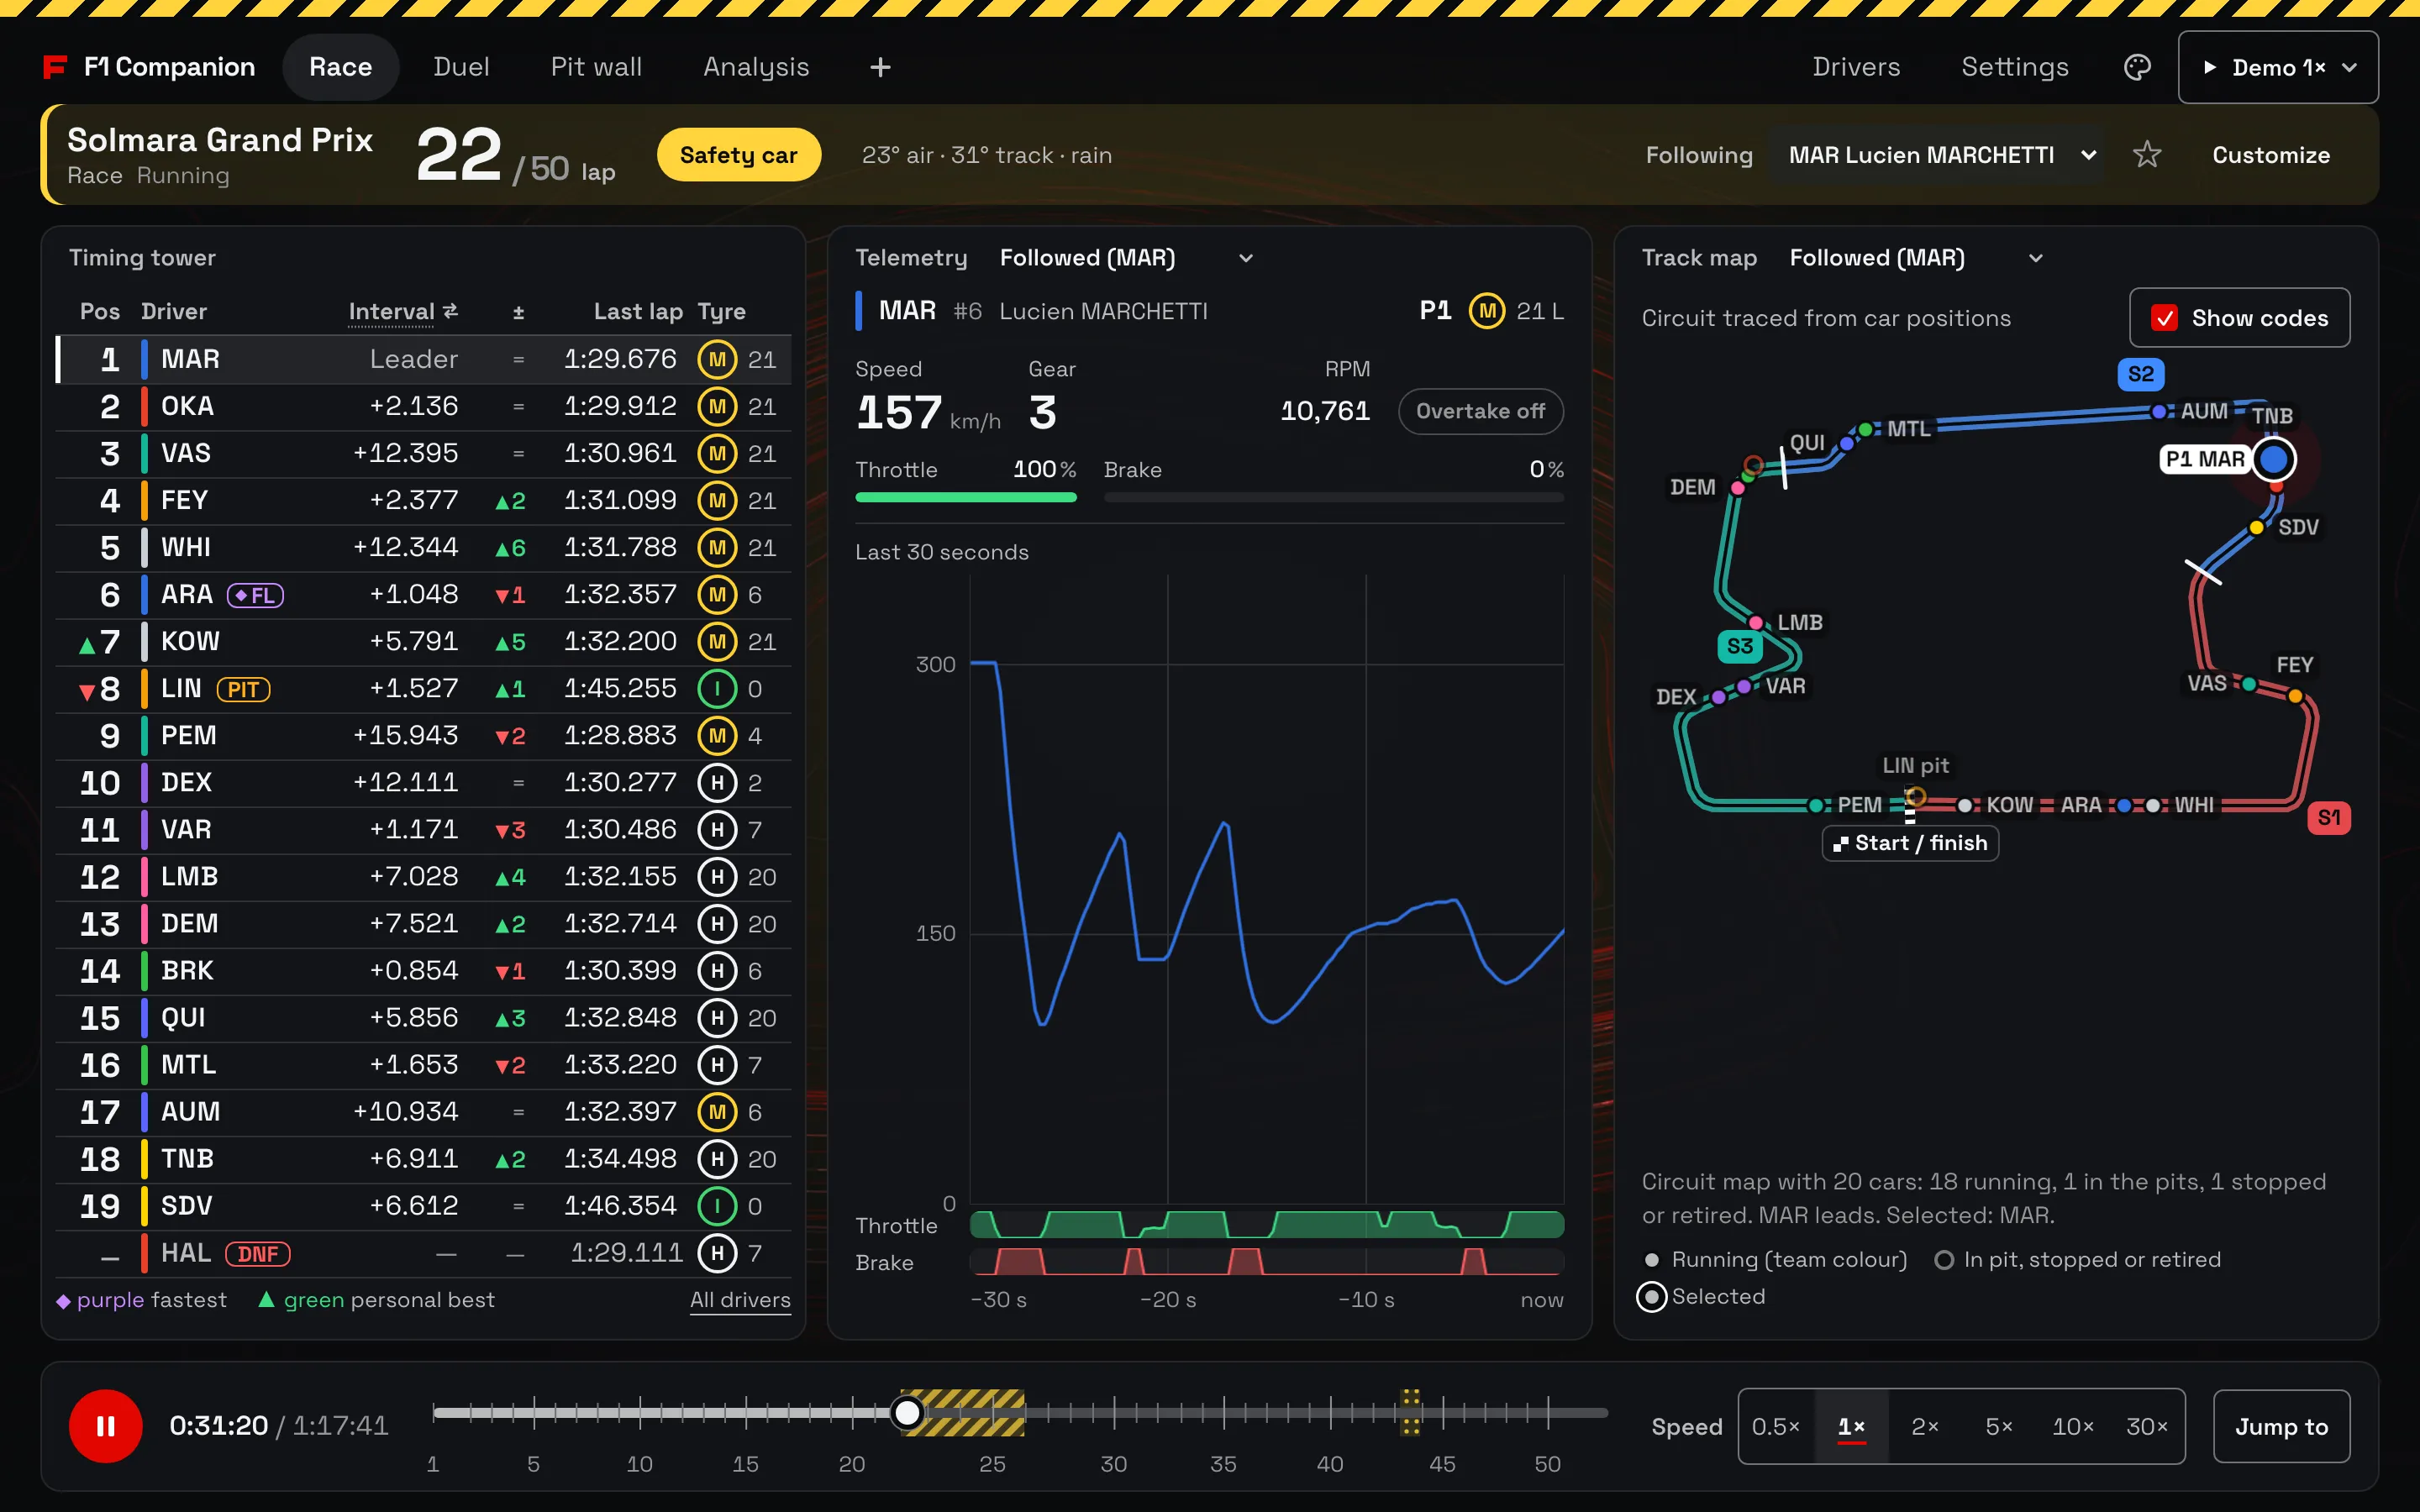 F1 Companion Race Duel Pit wall Analysis + Drivers Settings Demo 1×
Solmara Grand Prix
Race Running
22 / 50 lap
Safety car
23° air · 31° track · rain
Following MAR Lucien MARCHETTI Customize
Timing tower
Pos Driver Interval ⇄ ± Last lap Tyre
1 MAR Leader = 1:29.676 M 21
2 OKA +2.136 = 1:29.912 M 21
3 VAS +12.395 = 1:30.961 M 21
4 FEY +2.377 ▲2 1:31.099 M 21
5 WHI +12.344 ▲6 1:31.788 M 21
6 ARA ◆FL +1.048 ▼1 1:32.357 M 6
▲7 KOW +5.791 ▲5 1:32.200 M 21
▼8 LIN PIT +1.527 ▲1 1:45.255 I 0
9 PEM +15.943 ▼2 1:28.883 M 4
10 DEX +12.111 = 1:30.277 H 2
11 VAR +1.171 ▼3 1:30.486 H 7
12 LMB +7.028 ▲4 1:32.155 H 20
13 DEM +7.521 ▲2 1:32.714 H 20
14 BRK +0.854 ▼1 1:30.399 H 6
15 QUI +5.856 ▲3 1:32.848 H 20
16 MTL +1.653 ▼2 1:33.220 H 7
17 AUM +10.934 = 1:32.397 M 6
18 TNB +6.911 ▲2 1:34.498 H 20
19 SDV +6.612 = 1:46.354 I 0
— HAL DNF — — 1:29.111 H 7
◆ purple fastest ▲ green personal best All drivers
Telemetry Followed (MAR)
MAR #6 Lucien MARCHETTI P1 M 21 L
Speed Gear RPM
157 km/h 3 10,761 Overtake off
Throttle 100% Brake 0%
Last 30 seconds
300
150
0
Throttle
Brake
−30 s −20 s −10 s now
Track map Followed (MAR)
Circuit traced from car positions Show codes
S2
AUM TNB
QUI MTL
P1 MAR
DEM
SDV
LMB
S3
FEY
VAS
DEX VAR
LIN pit
PEM KOW ARA WHI
S1
Start / finish
Circuit map with 20 cars: 18 running, 1 in the pits, 1 stopped
or retired. MAR leads. Selected: MAR.
Running (team colour) In pit, stopped or retired
Selected
0:31:20 / 1:17:41
1 5 10 15 20 25 30 35 40 45 50
Speed 0.5× 1× 2× 5× 10× 30× Jump to